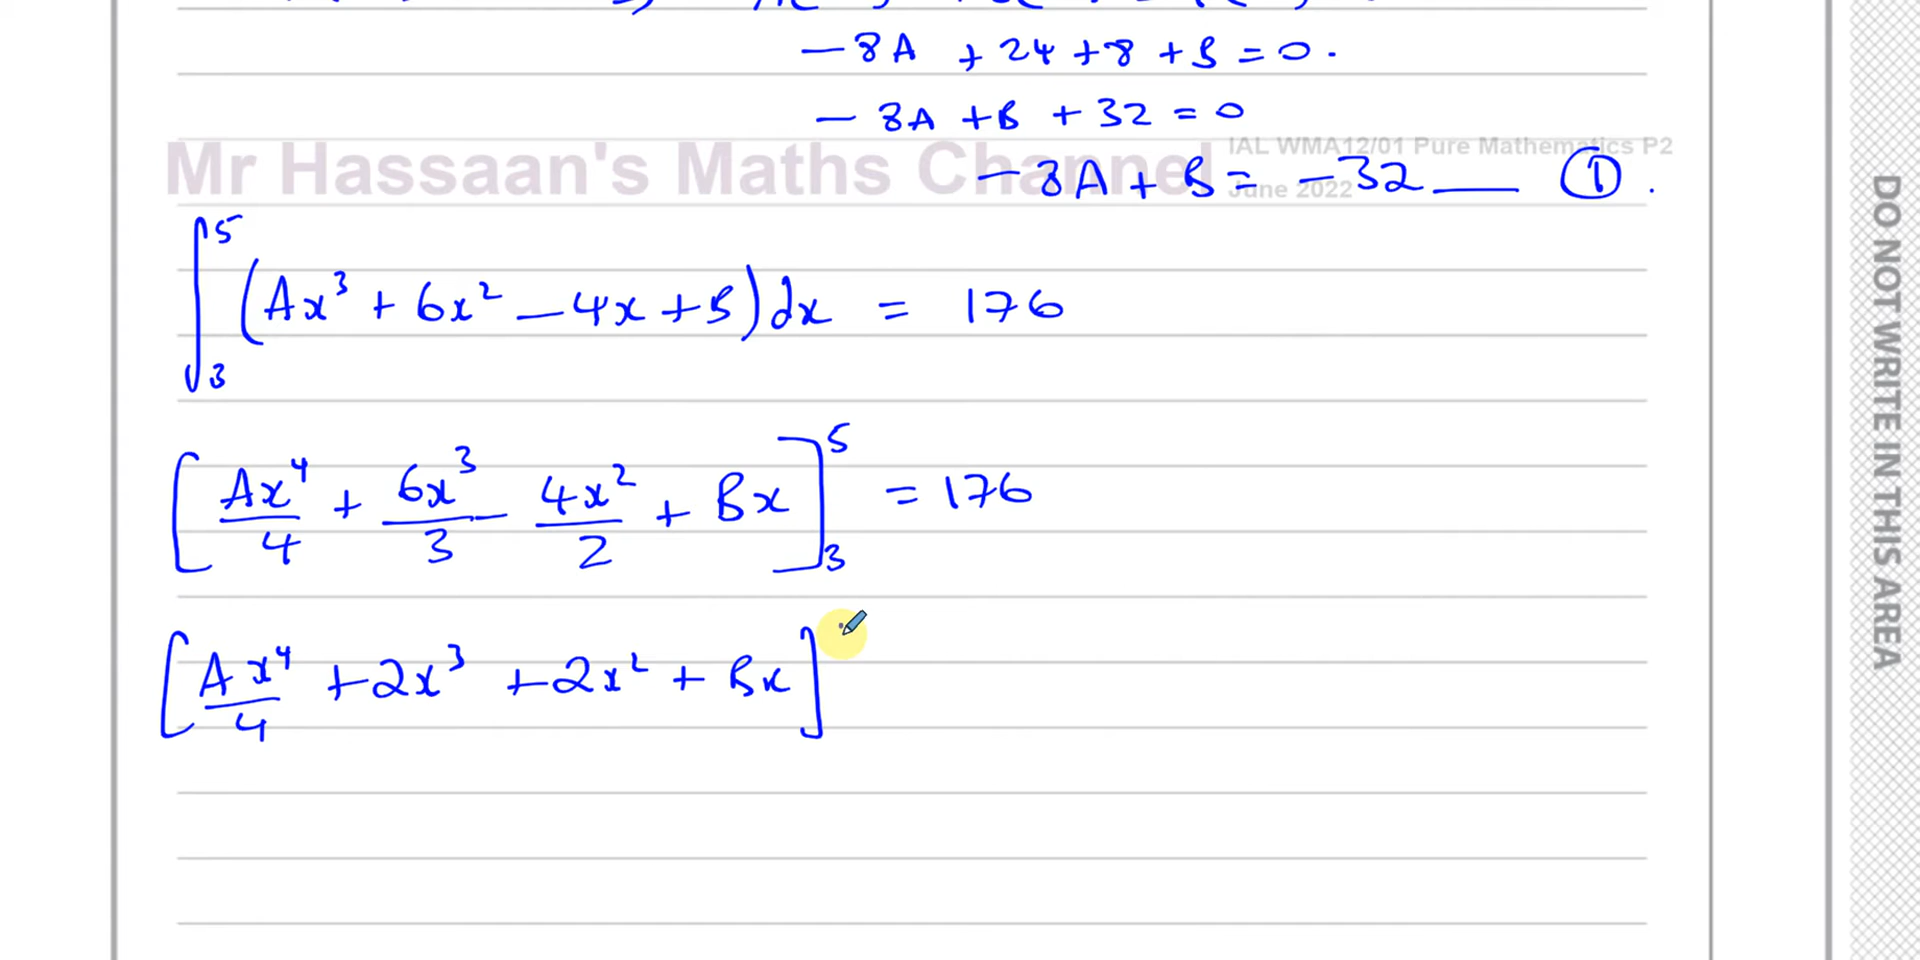 -8A + 24 + 8 + B = 0.
-8A + B + 32 = 0
IAL WMA12/01 Pure Mathematics P2
Mr Hassaan's Maths Channel
June 2022
-8A + B = -32 — ①.
∫₃⁵ (Ax³ + 6x² - 4x + B)dx = 176
[Ax⁴/4 + 6x³/3 - 4x²/2 + Bx]₃⁵ = 176
[Ax⁴/4 + 2x³ + 2x² + Bx]
DO NOT WRITE IN THIS AREA